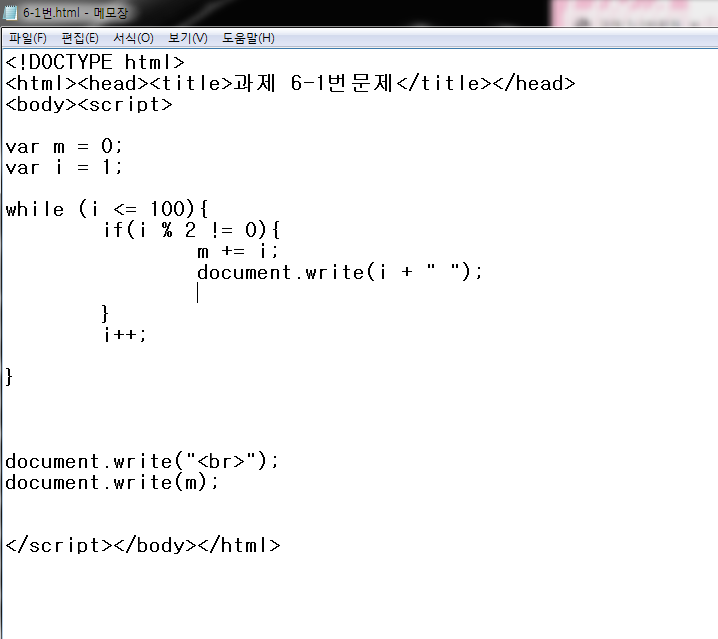 6-1번.html - 메모장
파일(F) 편집(E) 서식(O) 보기(V) 도움말(H)
<!DOCTYPE html>
<html><head><title>과제 6-1번문제</title></head>
<body><script>
var m = 0;
var i = 1;
while (i <= 100){
if(i % 2 != 0){
m += i;
document.write(i + " ");
}
i++;
}
document.write("<br>");
document.write(m);
</script></body></html>